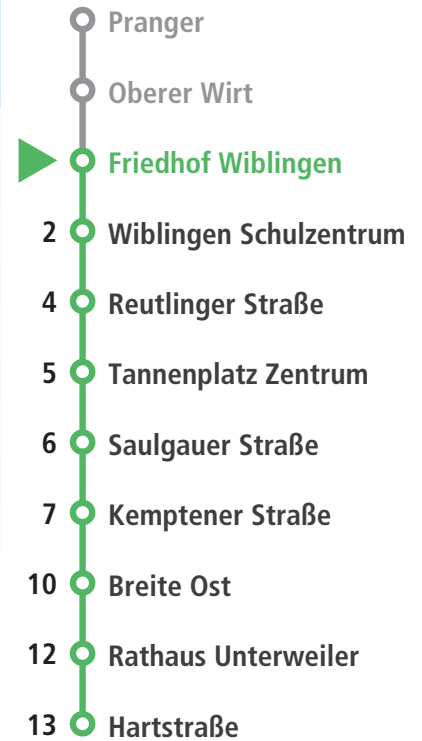 Pranger
Oberer Wirt
Friedhof Wiblingen
2 Wiblingen Schulzentrum
4 Reutlinger Straße
5 Tannenplatz Zentrum
6 Saulgauer Straße
7 Kemptener Straße
10 Breite Ost
12 Rathaus Unterweiler
13 Hartstraße